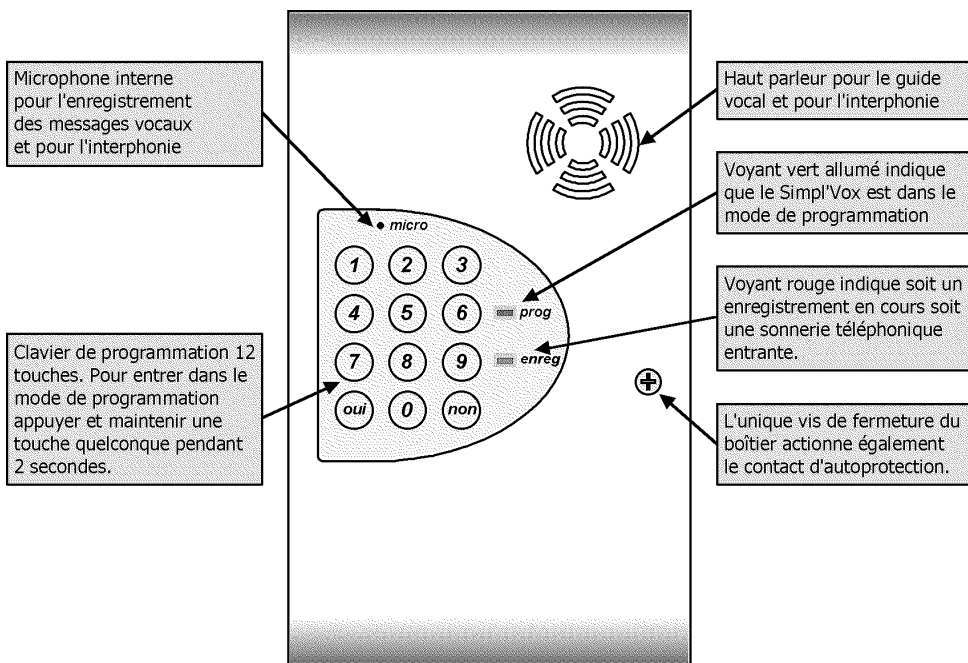 Microphone interne
pour l'enregistrement
des messages vocaux
et pour l'interphonie
Haut parleur pour le guide
vocal et pour l'interphonie
Voyant vert allumé indique
que le Simpl'Vox est dans le
mode de programmation
micro
1 2 3
4 5 6 prog
7 8 9 enreg
oui 0 non
Voyant rouge indique soit un
enregistrement en cours soit
une sonnerie téléphonique
entrante.
Clavier de programmation 12
touches. Pour entrer dans le
mode de programmation
appuyer et maintenir une
touche quelconque pendant
2 secondes.
L'unique vis de fermeture du
boîtier actionne également
le contact d'autoprotection.